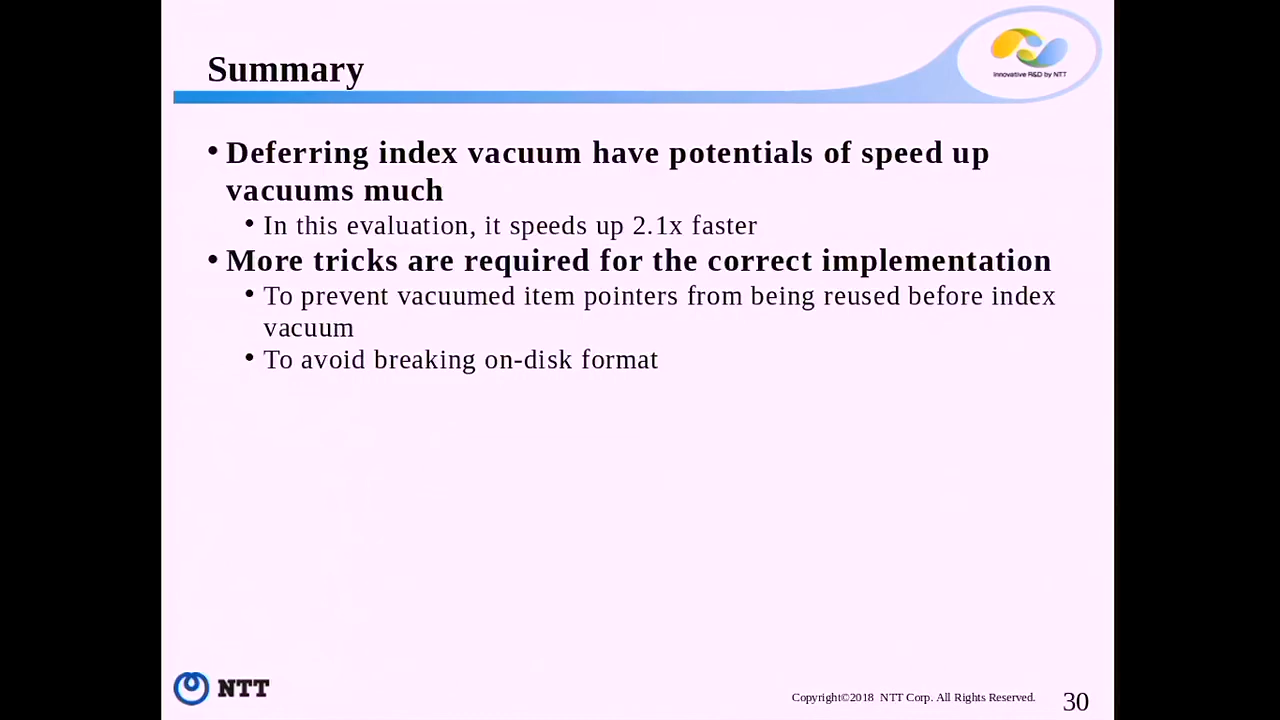 Summary
Innovative R&D by NTT
• Deferring index vacuum have potentials of speed up
vacuums much
• In this evaluation, it speeds up 2.1x faster
• More tricks are required for the correct implementation
• To prevent vacuumed item pointers from being reused before index
vacuum
• To avoid breaking on-disk format
NTT
Copyright©2018 NTT Corp. All Rights Reserved.
30